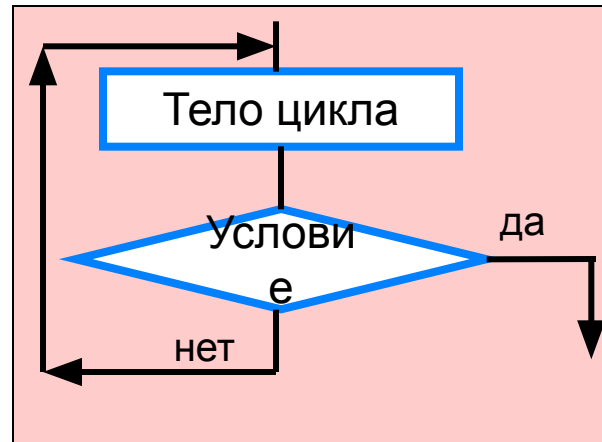 Тело цикла
Услови
е
да
нет